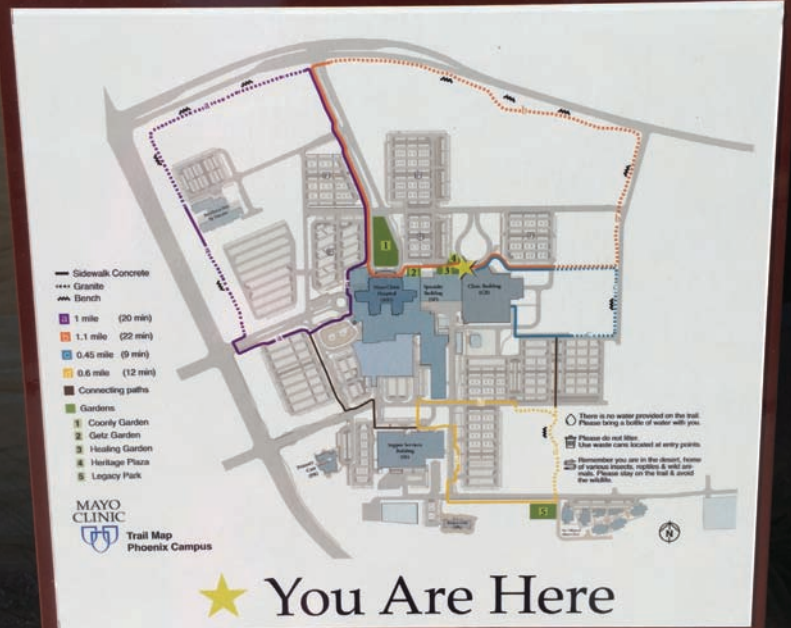 1
2
3
4
Mayo Clinic
Hospital
Specialty
Building
Clinic Building
Sidewalk Concrete
Granite
Bench
a 1 mile (20 min)
b 1.1 mile (22 min)
c 0.45 mile (9 min)
d 0.6 mile (12 min)
Connecting paths
Gardens
1 Coonly Garden
2 Getz Garden
3 Healing Garden
4 Heritage Plaza
5 Legacy Park
There is no water provided on the trail.
Please bring a bottle of water with you.
Please do not litter.
Use waste cans located at entry points.
Remember you are in the desert, home
of various insects, reptiles & wild ani-
mals. Please stay on the trail & avoid
the wildlife.
Support Services
Building
5
N
MAYO
CLINIC
Trail Map
Phoenix Campus
You Are Here